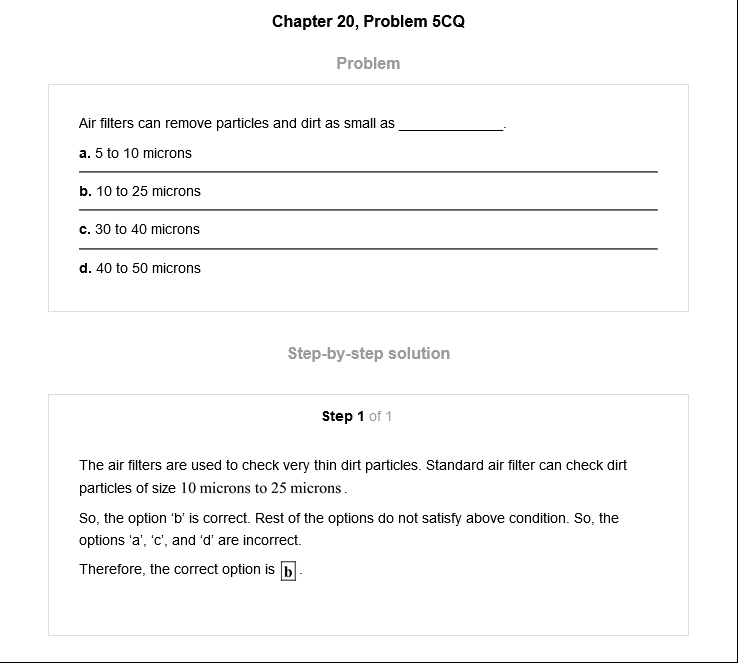 Chapter 20, Problem 5CQ
Problem
Air filters can remove particles and dirt as small as _____________.
a. 5 to 10 microns
b. 10 to 25 microns
c. 30 to 40 microns
d. 40 to 50 microns
Step-by-step solution
Step 1 of 1
The air filters are used to check very thin dirt particles. Standard air filter can check dirt
particles of size 10 microns to 25 microns.
So, the option ‘b’ is correct. Rest of the options do not satisfy above condition. So, the
options ‘a’, ‘c’, and ‘d’ are incorrect.
Therefore, the correct option is b.